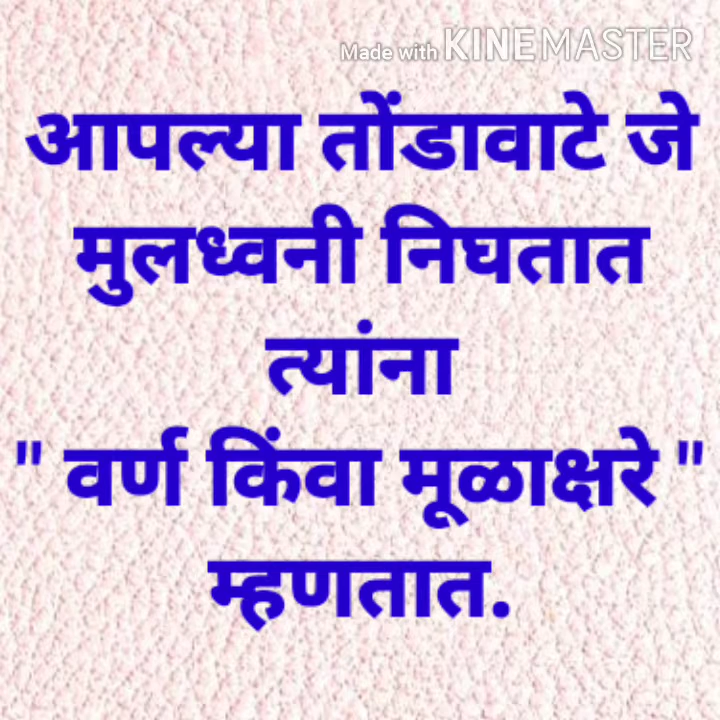 Made with KINEMASTER
आपल्या तोंडावाटे जे
मुलध्वनी निघतात
त्यांना
" वर्ण किंवा मूळाक्षरे "
म्हणतात.